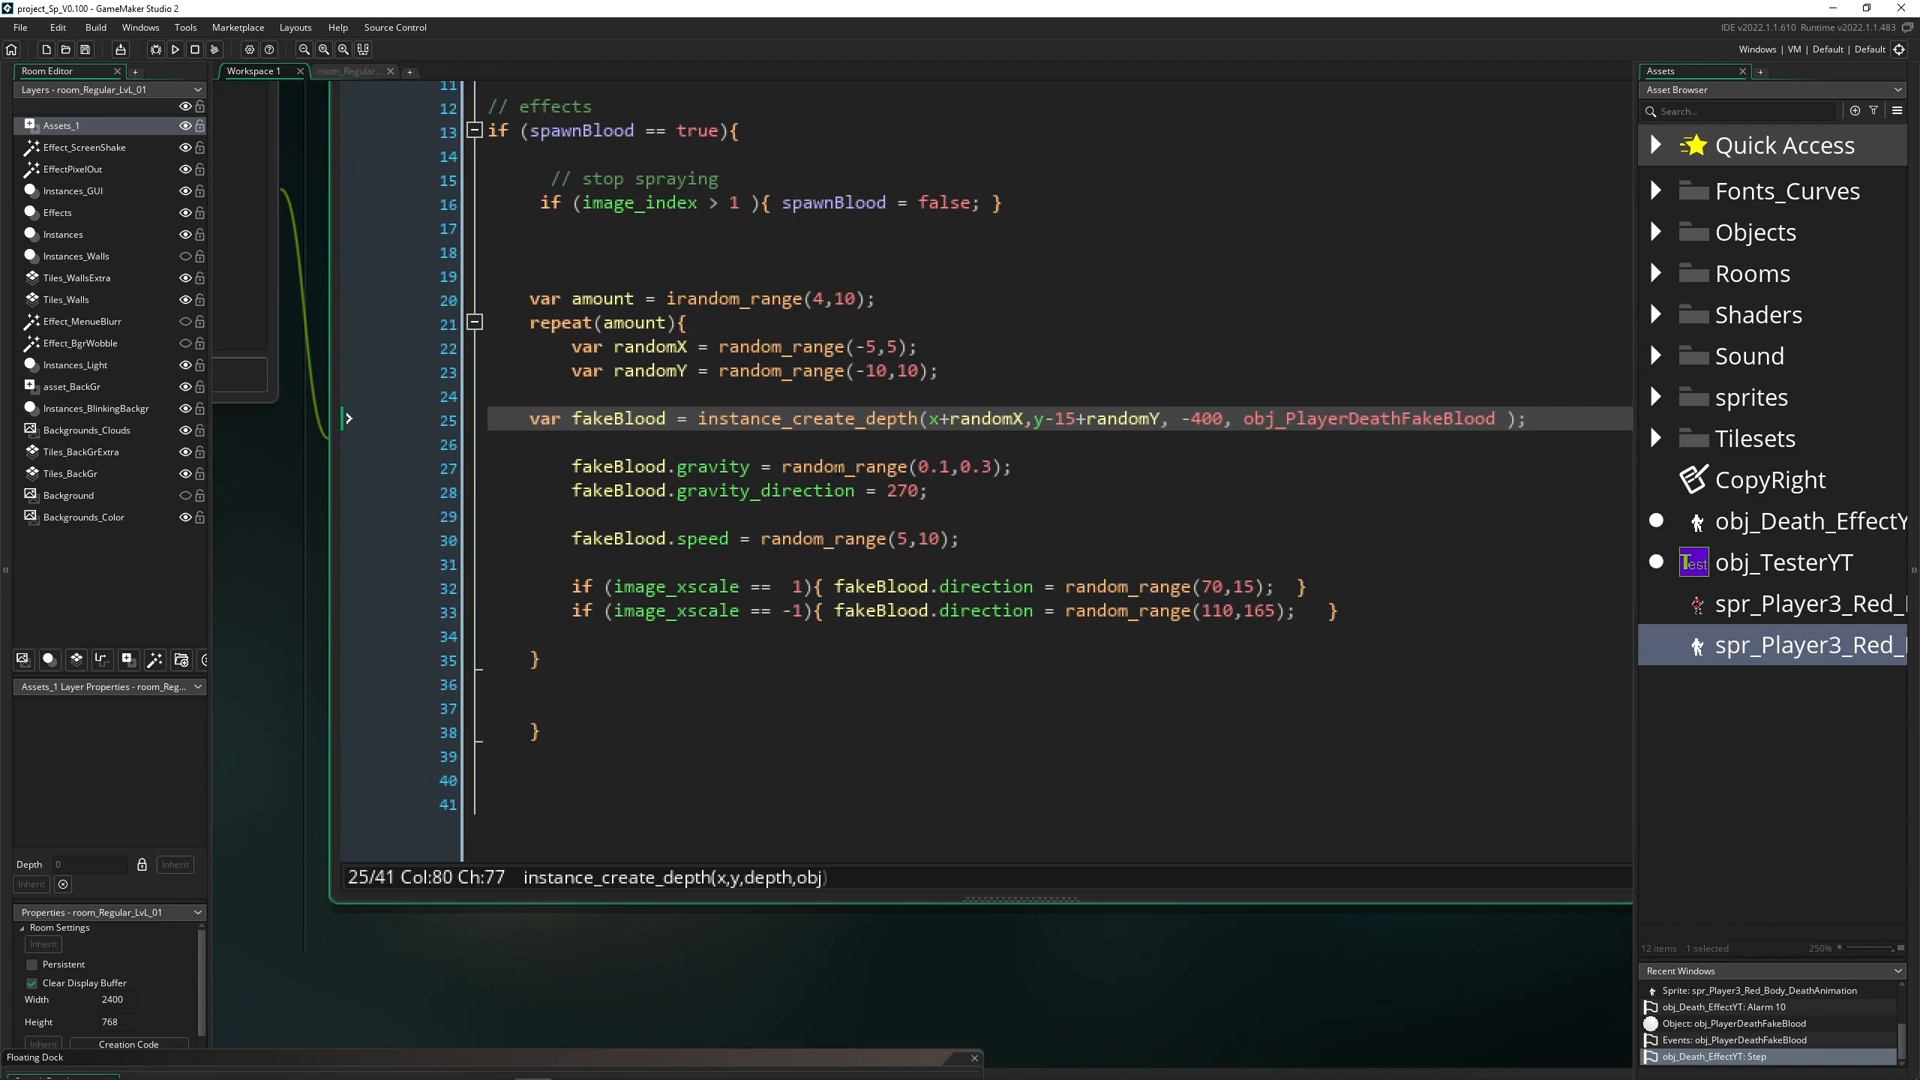 project_Sp_V0.100 - GameMaker Studio 2
File Edit Build Windows Tools Marketplace Layouts Help Source Control
IDE v2022.1.1.610 Runtime v2022.1.1.483
Windows | VM | Default | Default
Room Editor
Layers - room_Regular_LvL_01
Assets_1
Effect_ScreenShake
EffectPixelOut
Instances_GUI
Effects
Instances
Instances_Walls
Tiles_WallsExtra
Tiles_Walls
Effect_MenueBlurr
Effect_BgrWobble
Instances_Light
asset_BackGr
Instances_BlinkingBackgr
Backgrounds_Clouds
Tiles_BackGrExtra
Tiles_BackGr
Background
Backgrounds_Color
Assets_1 Layer Properties - room_Reg...
Depth 0 Inherit
Inherit
Properties - room_Regular_LvL_01
Room Settings
Inherit
Persistent
Clear Display Buffer
Width 2400
Height 768
Inherit Creation Code
Floating Dock
Workspace 1 room_Regular...
11
12 // effects
13 if (spawnBlood == true){
14
15 // stop spraying
16 if (image_index > 1 ){ spawnBlood = false; }
17
18
19
20 var amount = irandom_range(4,10);
21 repeat(amount){
22 var randomX = random_range(-5,5);
23 var randomY = random_range(-10,10);
24
25 var fakeBlood = instance_create_depth(x+randomX,y-15+randomY, -400, obj_PlayerDeathFakeBlood );
26
27 fakeBlood.gravity = random_range(0.1,0.3);
28 fakeBlood.gravity_direction = 270;
29
30 fakeBlood.speed = random_range(5,10);
31
32 if (image_xscale == 1){ fakeBlood.direction = random_range(70,15); }
33 if (image_xscale == -1){ fakeBlood.direction = random_range(110,165); }
34
35 }
36
37
38 }
39
40
41
25/41 Col:80 Ch:77 instance_create_depth(x,y,depth,obj)
Assets
Asset Browser
Search...
Quick Access
Fonts_Curves
Objects
Rooms
Shaders
Sound
sprites
Tilesets
CopyRight
obj_Death_EffectY
obj_TesterYT
spr_Player3_Red_
spr_Player3_Red_
12 items 1 selected 250%
Recent Windows
Sprite: spr_Player3_Red_Body_DeathAnimation
obj_Death_EffectYT: Alarm 10
Object: obj_PlayerDeathFakeBlood
Events: obj_PlayerDeathFakeBlood
obj_Death_EffectYT: Step